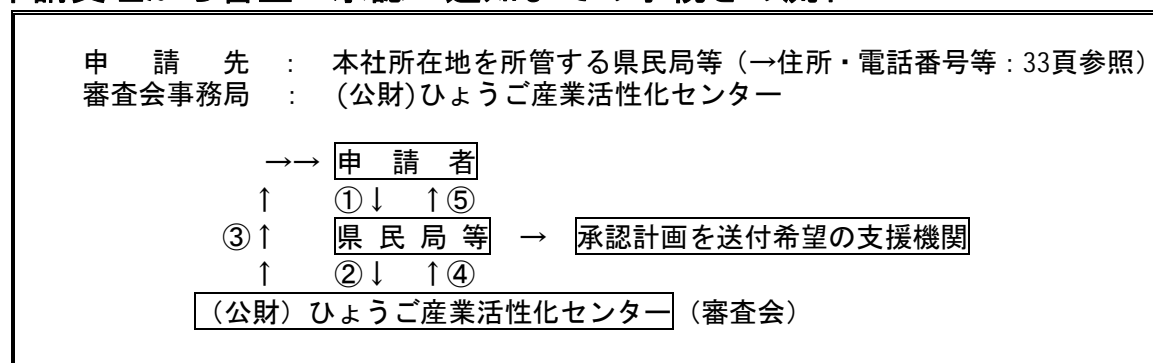 申 請 先 : 本社所在地を所管する県民局等（→住所・電話番号等：33頁参照）
審査会事務局 : (公財)ひょうご産業活性化センター
→→ 申 請 者
↑ ①↓ ↑⑤
③↑ 県 民 局 等 → 承認計画を送付希望の支援機関
↑ ②↓ ↑④
（公財）ひょうご産業活性化センター（審査会）